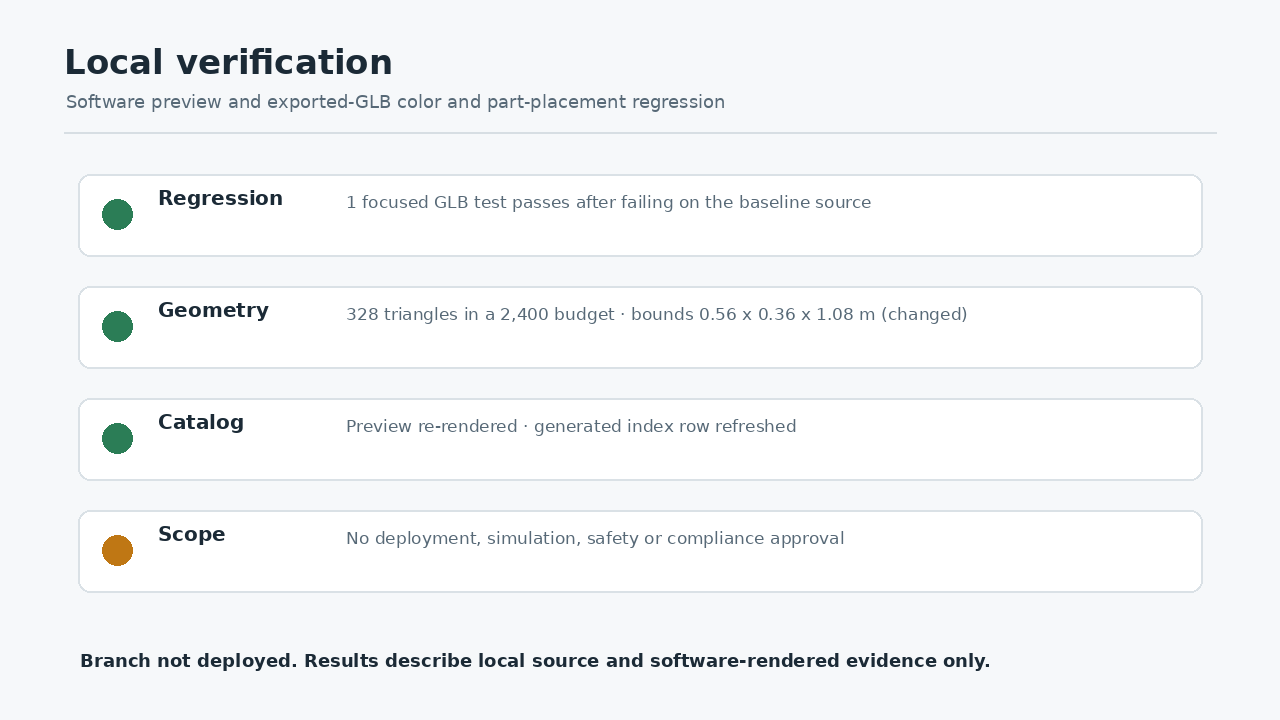 Local verification
Software preview and exported-GLB color and part-placement regression
Regression
1 focused GLB test passes after failing on the baseline source
Geometry
328 triangles in a 2,400 budget · bounds 0.56 x 0.36 x 1.08 m (changed)
Catalog
Preview re-rendered · generated index row refreshed
Scope
No deployment, simulation, safety or compliance approval
Branch not deployed. Results describe local source and software-rendered evidence only.